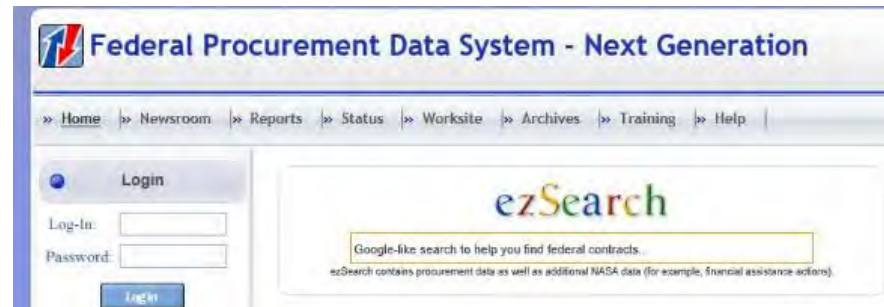 Federal Procurement Data System - Next Generation
» Home |» Newsroom |» Reports |» Status |» Worksite |» Archives |» Training |» Help |
Login
Log-In:
Password:
Login
ezSearch
Google-like search to help you find federal contracts...
ezSearch contains procurement data as well as additional NASA data (for example, financial assistance actions).